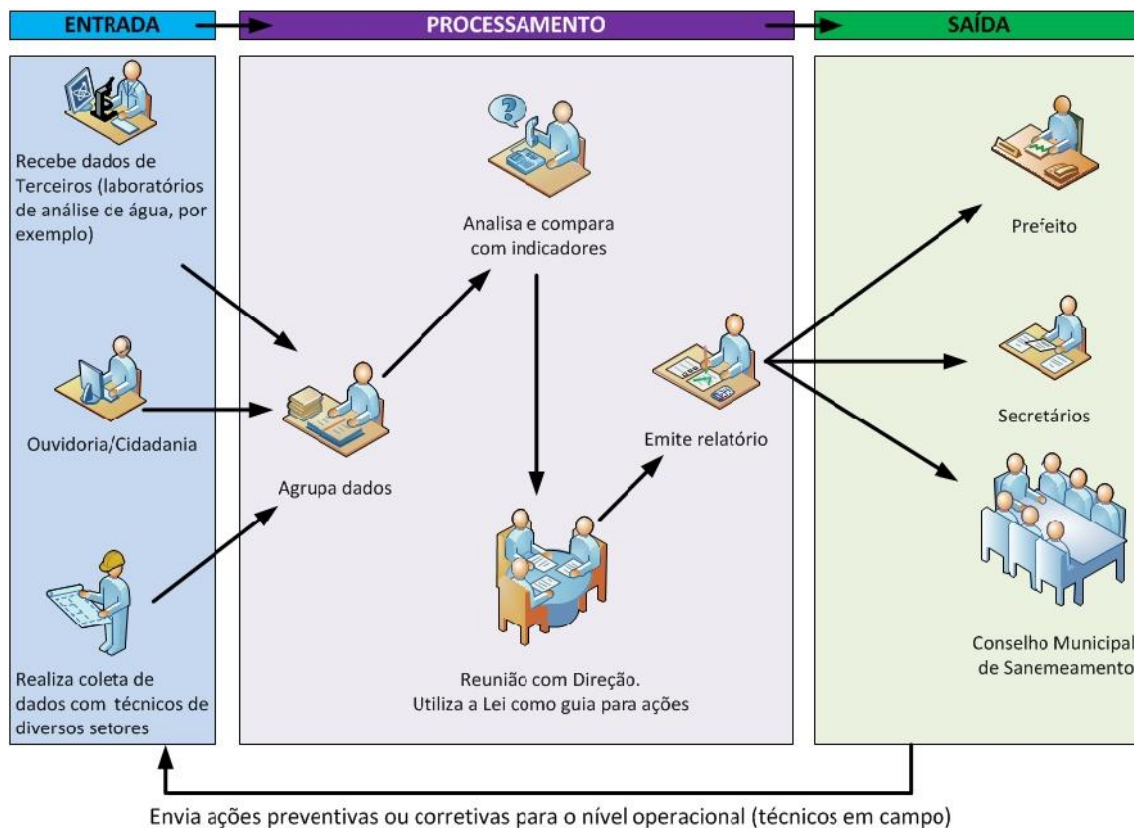 ENTRADA
PROCESSAMENTO
SAÍDA
Recebe dados de
Terceiros (laboratórios
de análise de água, por
exemplo)
Ouvidoria/Cidadania
Realiza coleta de
dados com técnicos de
diversos setores
Agrupa dados
Analisa e compara
com indicadores
Reunião com Direção.
Utiliza a Lei como guia para ações
Emite relatório
Prefeito
Secretários
Conselho Municipal
de Sanemeamento
Envia ações preventivas ou corretivas para o nível operacional (técnicos em campo)